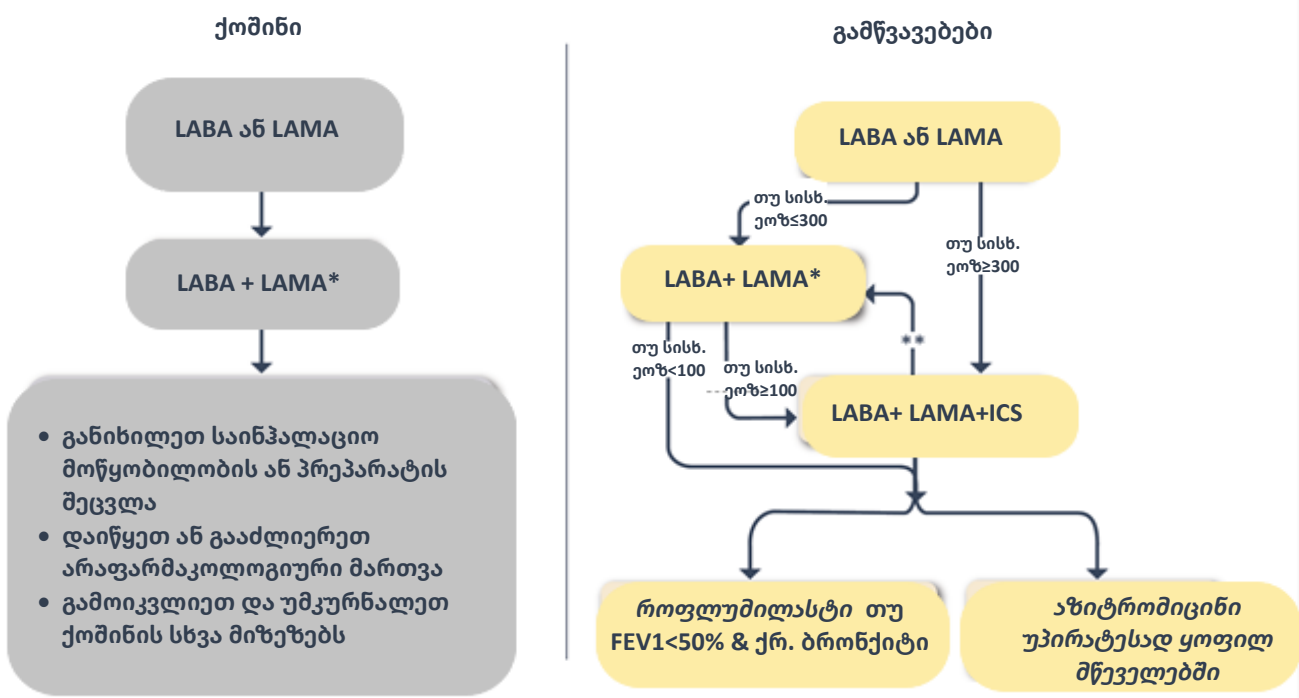 ქოშინი
LABA ან LAMA
LABA + LAMA*
• განიხილეთ საინჰალაციო
მოწყობილობის ან პრეპარატის
შეცვლა
• დაიწყეთ ან გააძლიერეთ
არაფარმაკოლოგიური მართვა
• გამოიკვლიეთ და უმკურნალეთ
ქოშინის სხვა მიზეზებს
გამწვავებები
LABA ან LAMA
თუ სისხ.
ეოზ≤300
თუ სისხ.
ეოზ≥300
LABA+ LAMA*
**
თუ სისხ.
ეოზ<100
თუ სისხ.
ეოზ≥100
LABA+ LAMA+ICS
როფლუმილასტი თუ
FEV1<50% & ქრ. ბრონქიტი
აზიტრომიცინი
უპირატესად ყოფილ
მწეველებში